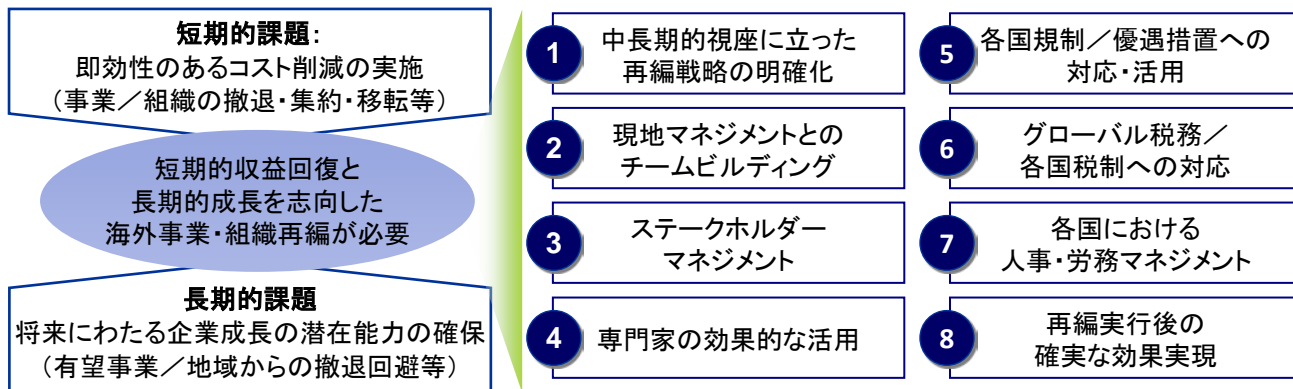 短期的課題：
即効性のあるコスト削減の実施
（事業／組織の撤退・集約・移転等）
短期的収益回復と
長期的成長を志向した
海外事業・組織再編が必要
長期的課題
将来にわたる企業成長の潜在能力の確保
（有望事業／地域からの撤退回避等）
1
中長期的視座に立った
再編戦略の明確化
2
現地マネジメントとの
チームビルディング
3
ステークホルダー
マネジメント
4
専門家の効果的な活用
5
各国規制／優遇措置への
対応・活用
6
グローバル税務／
各国税制への対応
7
各国における
人事・労務マネジメント
8
再編実行後の
確実な効果実現